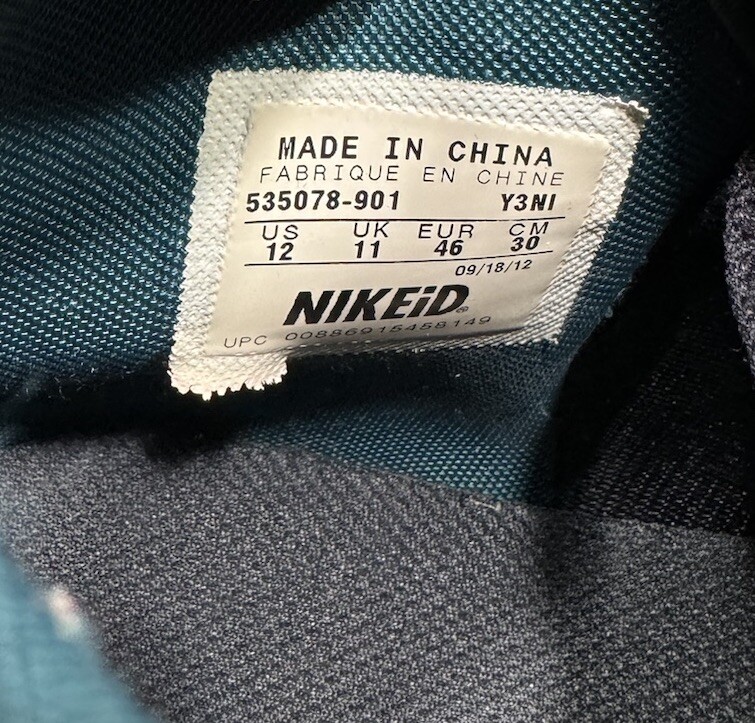 MADE IN CHINA
FABRIQUE EN CHINE
535078-901 Y3NI
US UK EUR CM
12 11 46 30
09/18/12
NIKEiD®
UPC 00886915458149